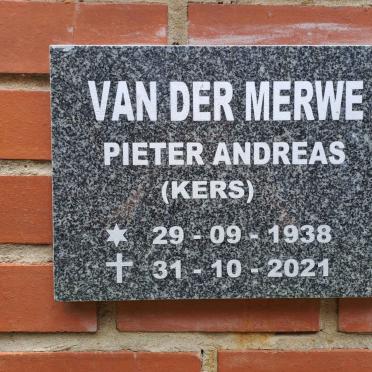 VAN DER MERWE
PIETER ANDREAS
(KERS)
29 - 09 - 1938
31 - 10 - 2021